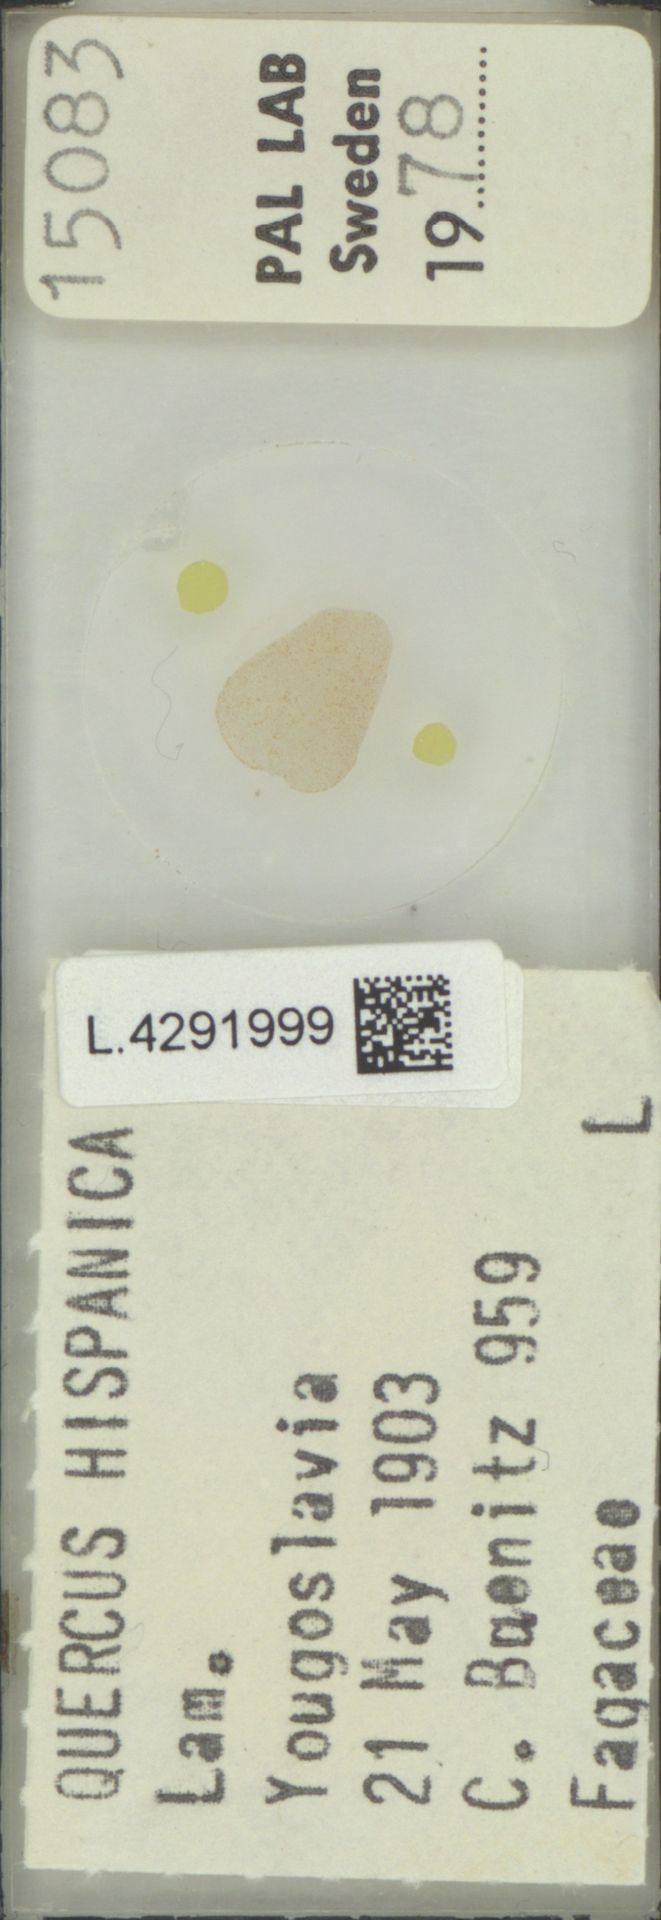 15083
PAL LAB
Sweden
1978
L.4291999
QUERCUS HISPANICA
Lam.
Yougoslavia
21 May 1903
C. Baenitz 959
Fagaceae L